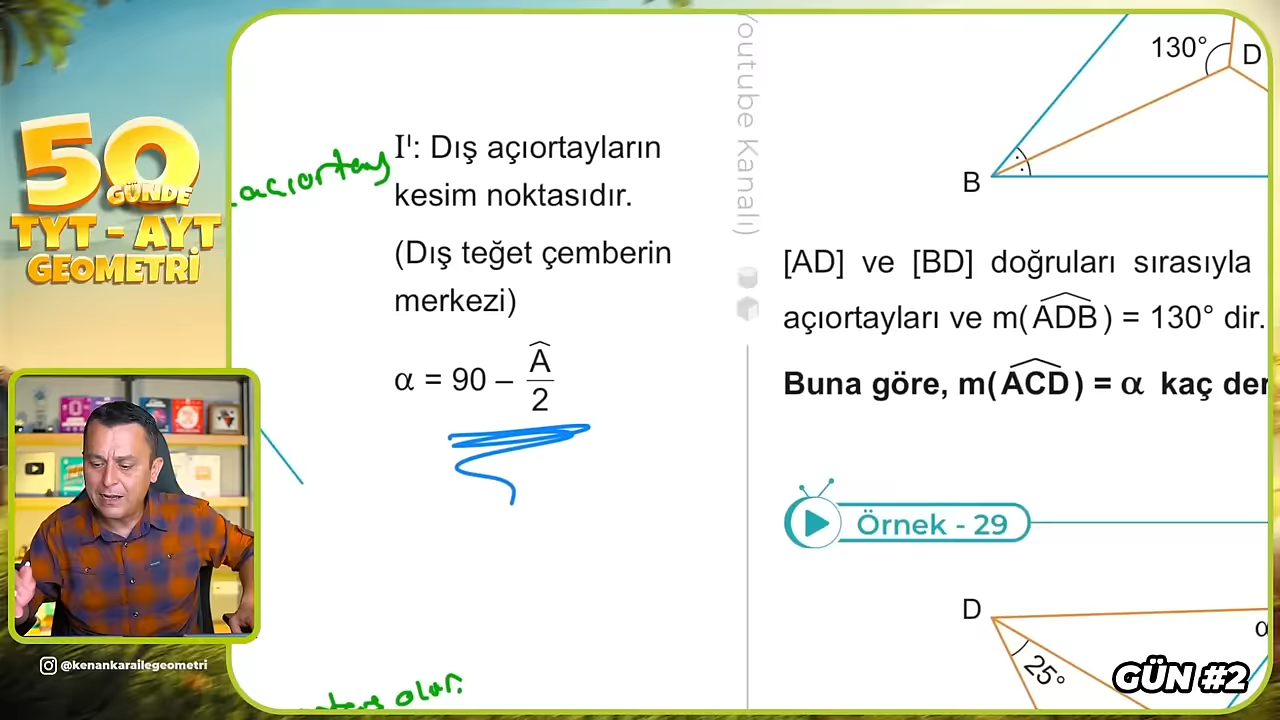 50
GÜNDE
TYT - AYT
GEOMETRİ
@kenankarailegeometri
açıortay
I': Dış açıortayların
kesim noktasıdır.
(Dış teğet çemberin
merkezi)
α = 90 – Â/2
olur.
Youtube Kanalı)
130°
D
B
[AD] ve [BD] doğruları sırasıyla
açıortayları ve m(ADB) = 130° dir.
Buna göre, m(ACD) = α kaç
Örnek - 29
D
α
25°
GÜN #2